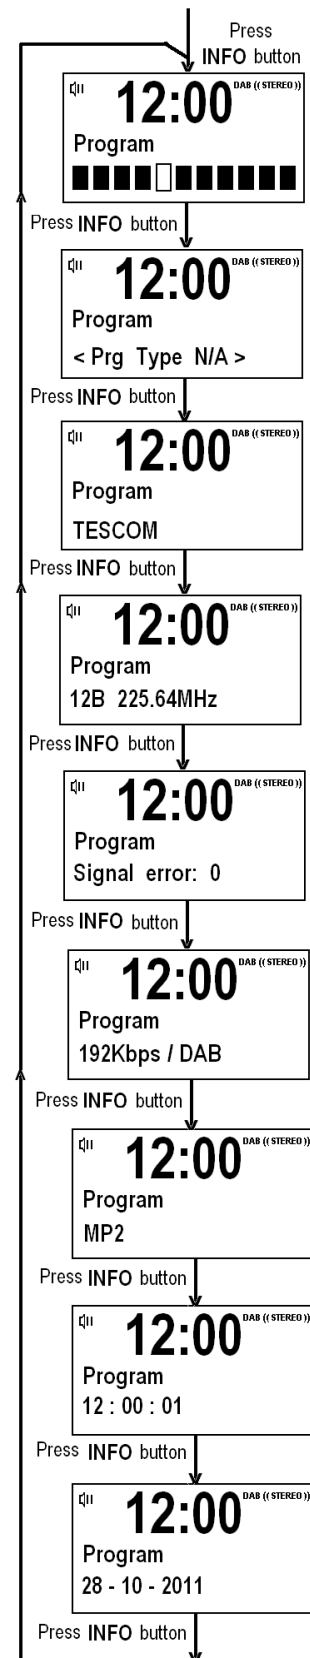 Press
INFO button
12:00 DAB ((STEREO))
Program
Press INFO button
12:00 DAB ((STEREO))
Program
< Prg Type N/A >
Press INFO button
12:00 DAB ((STEREO))
Program
TESCOM
Press INFO button
12:00 DAB ((STEREO))
Program
12B 225.64MHz
Press INFO button
12:00 DAB ((STEREO))
Program
Signal error: 0
Press INFO button
12:00 DAB ((STEREO))
Program
192Kbps / DAB
Press INFO button
12:00 DAB ((STEREO))
Program
MP2
Press INFO button
12:00 DAB ((STEREO))
Program
12 : 00 : 01
Press INFO button
12:00 DAB ((STEREO))
Program
28 - 10 - 2011
Press INFO button